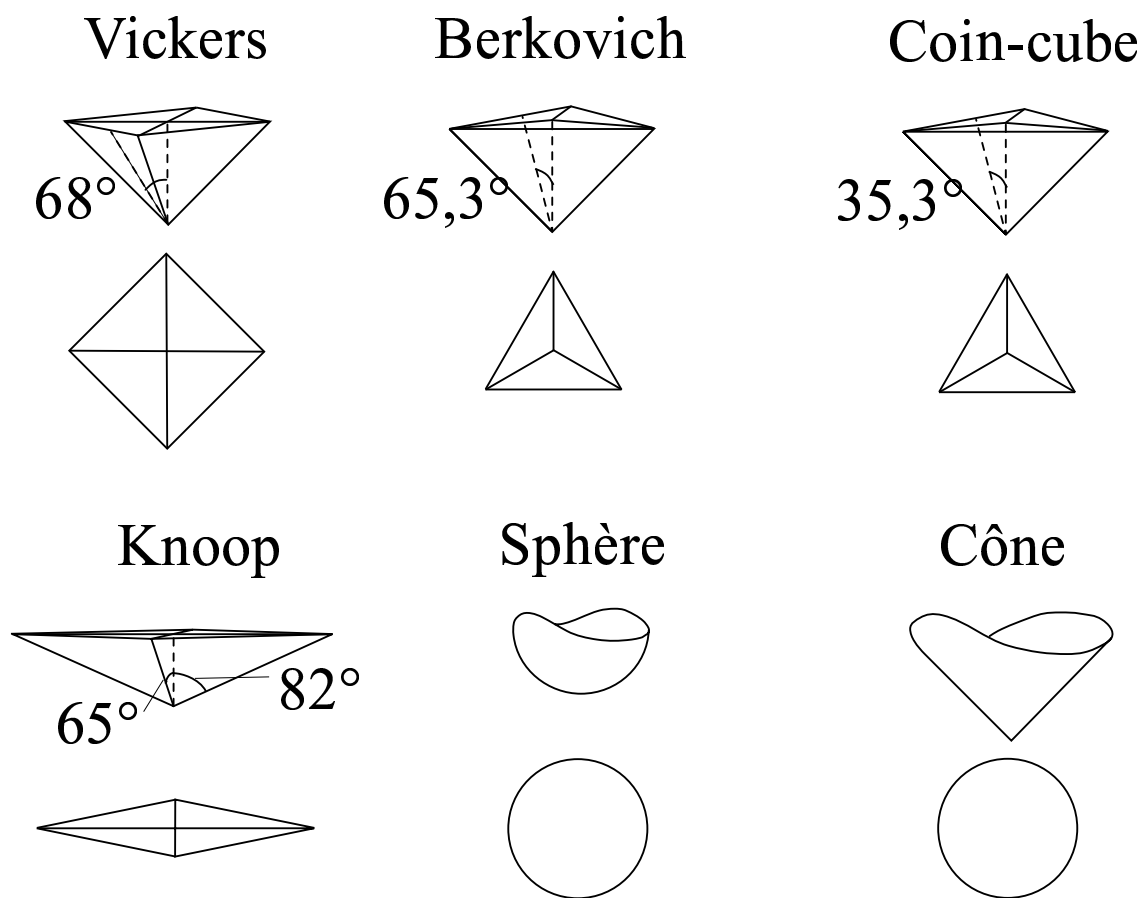 Vickers
Berkovich
Coin-cube
68°
65,3°
35,3°
Knoop
Sphère
Cône
65°
82°